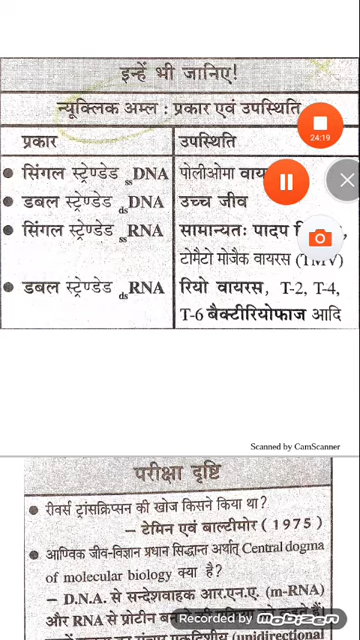 इन्हें भी जानिए!
न्यूक्लिक अम्ल : प्रकार एवं उपस्थिति
प्रकार उपस्थिति
● सिंगल स्ट्रेण्डेड ssDNA पोलीओमा
● डबल स्ट्रेण्डेड dsDNA उच्च जीव
● सिंगल स्ट्रेण्डेड ssRNA सामान्यतः पादप
टोमैटो मोजैक वायरस (TMV)
● डबल स्ट्रेण्डेड dsRNA रियो वायरस, T-2, T-4,
T-6 बैक्टीरियोफाज आदि
24:19
Scanned by CamScanner
परीक्षा दृष्टि
● रीवर्स ट्रांसक्रिप्सन की खोज किसने किया था?
– टेमिन एवं बाल्टीमोर (1975)
● आण्विक जीव-विज्ञान प्रधान सिद्धान्त अर्थात् Central dogma
of molecular biology क्या है?
– D.N.A. से सन्देशवाहक आर.एन.ए. (m-RNA)
और RNA से प्रोटीन
(unidirectional
RECORDED BY
mobizen